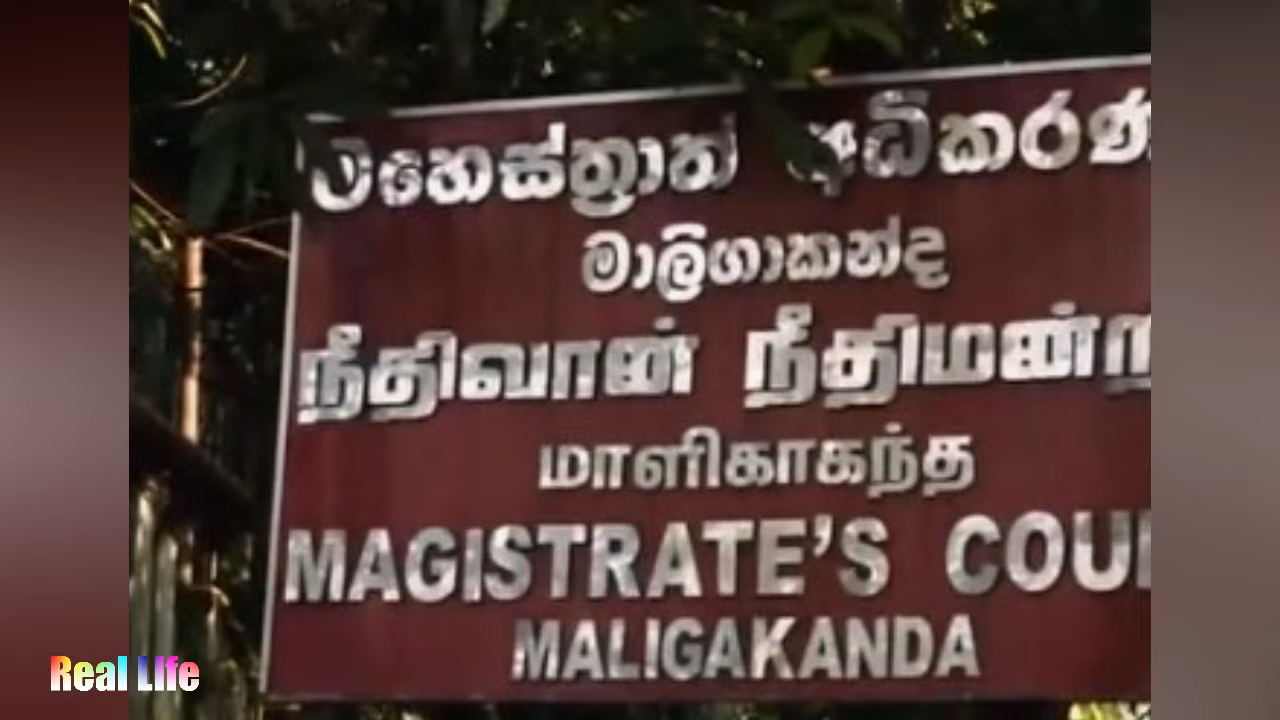 මහෙස්ත්‍රාත් අධිකරණ
මාලිගාකන්ද
நீதிவான் நீதிமன்ற
மாளிகாகந்த
MAGISTRATE'S COU
MALIGAKANDA
Real LIfe